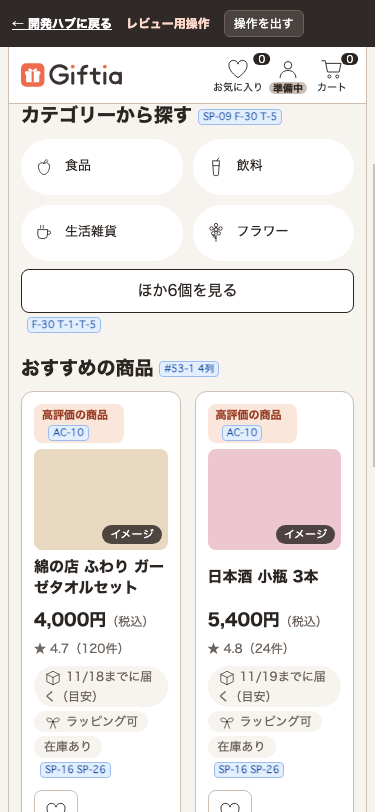 ← 開発ハブに戻る レビュー用操作 操作を出す
Giftia
0 0
お気に入り 準備中 カート
カテゴリーから探す SP-09 F-30 T-5
食品 飲料
生活雑貨 フラワー
ほか6個を見る
F-30 T-1・T-5
おすすめの商品 #53-1 4列
高評価の商品
AC-10
イメージ
綿の店 ふわり ガー
ゼタオルセット
4,000円（税込）
★ 4.7（120件）
11/18までに届
く（目安）
ラッピング可
在庫あり
SP-16 SP-26
高評価の商品
AC-10
イメージ
日本酒 小瓶 3本
5,400円（税込）
★ 4.8（24件）
11/19までに届
く（目安）
ラッピング可
在庫あり
SP-16 SP-26